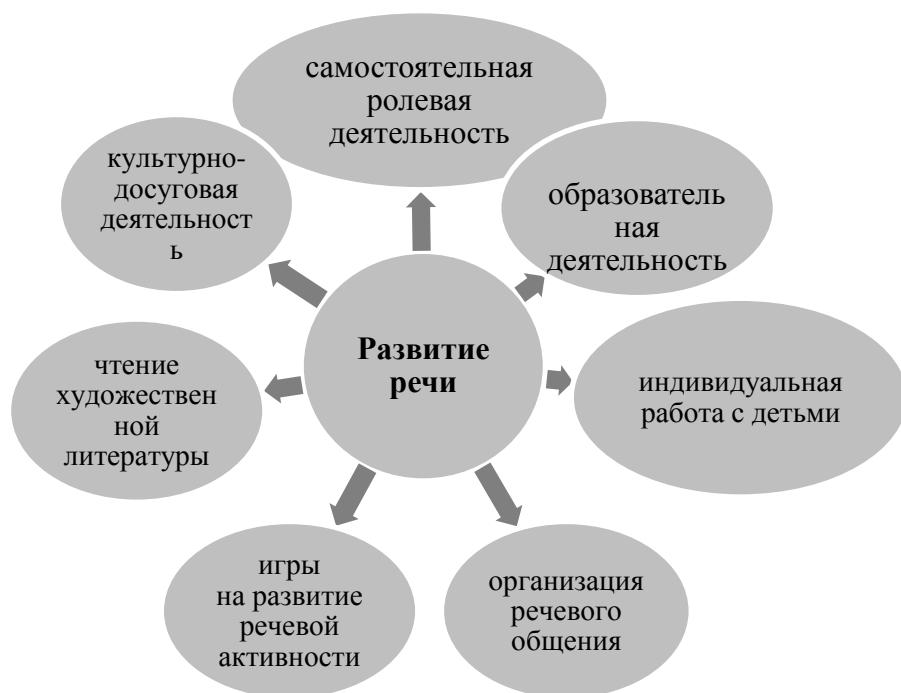 самостоятельная
ролевая
деятельность
культурно-
досуговая
деятельност
ь
образователь
ная
деятельность
Развитие
речи
чтение
художествен
ной
литературы
индивидуальная
работа с детьми
игры
на развитие
речевой
активности
организация
речевого
общения